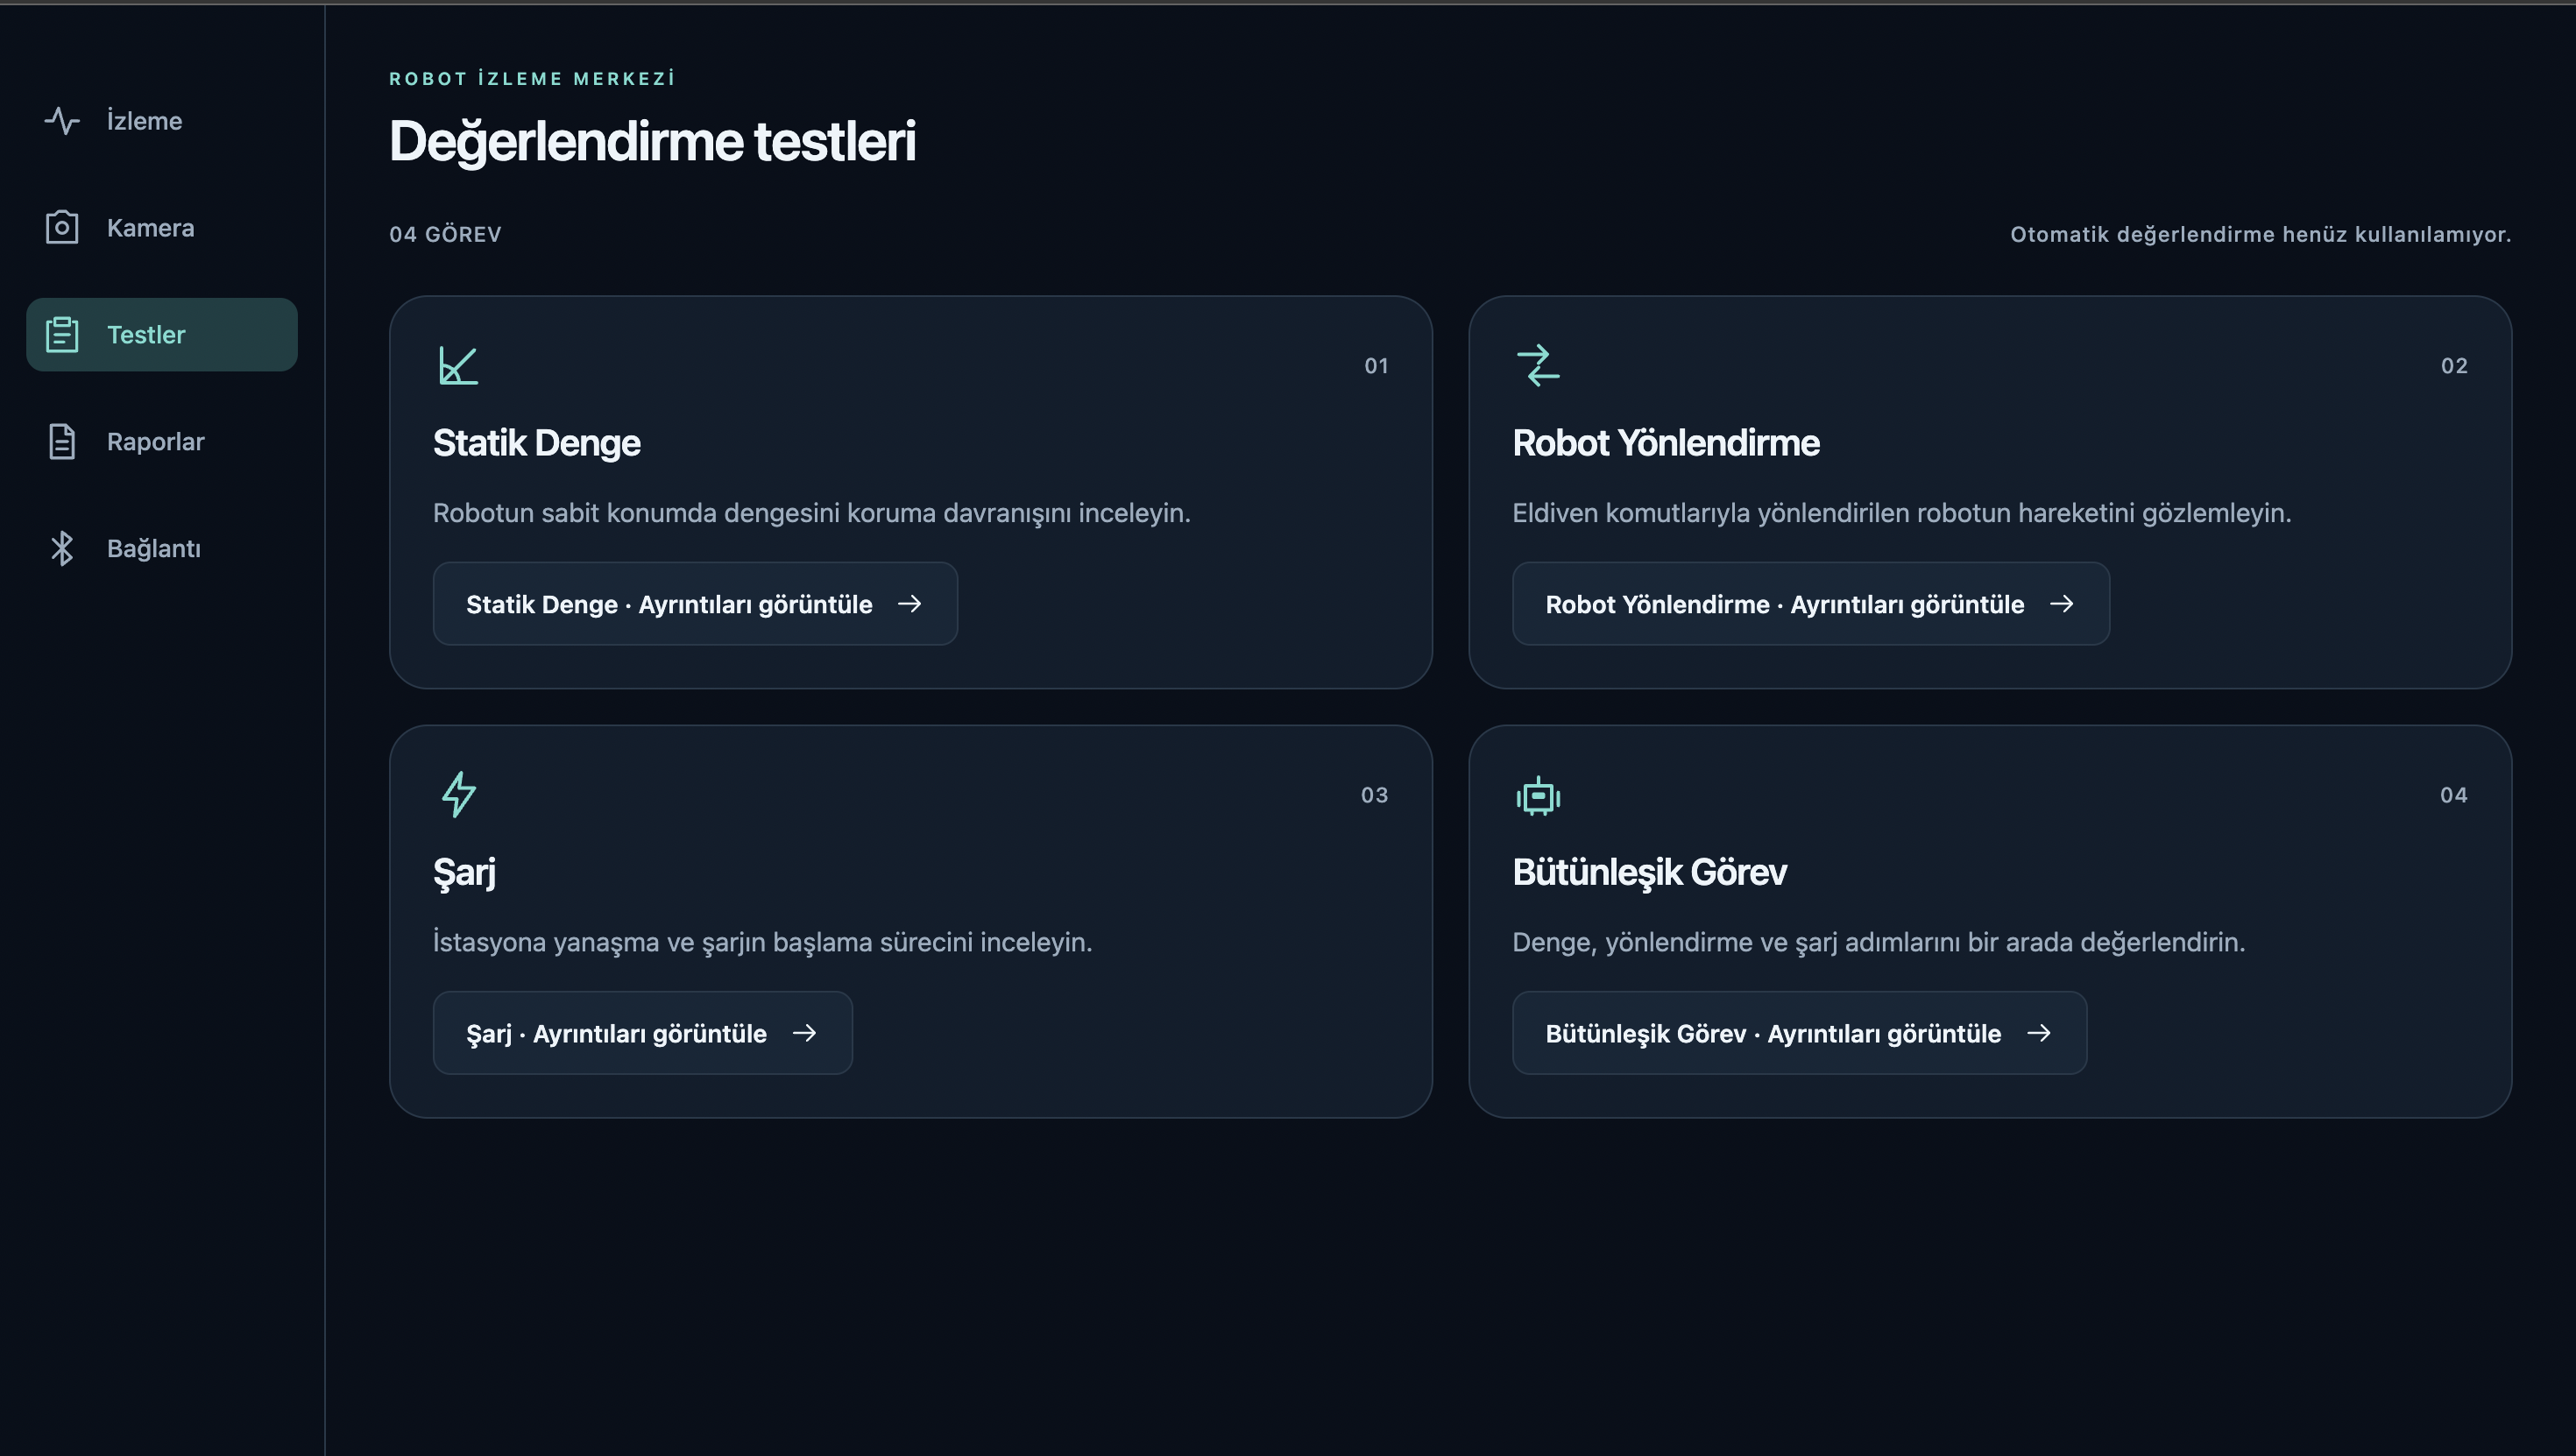 İzleme
Kamera
Testler
Raporlar
Bağlantı
ROBOT İZLEME MERKEZİ
Değerlendirme testleri
04 GÖREV
Otomatik değerlendirme henüz kullanılamıyor.
01
Statik Denge
Robotun sabit konumda dengesini koruma davranışını inceleyin.
Statik Denge · Ayrıntıları görüntüle →
02
Robot Yönlendirme
Eldiven komutlarıyla yönlendirilen robotun hareketini gözlemleyin.
Robot Yönlendirme · Ayrıntıları görüntüle →
03
Şarj
İstasyona yanaşma ve şarjın başlama sürecini inceleyin.
Şarj · Ayrıntıları görüntüle →
04
Bütünleşik Görev
Denge, yönlendirme ve şarj adımlarını bir arada değerlendirin.
Bütünleşik Görev · Ayrıntıları görüntüle →